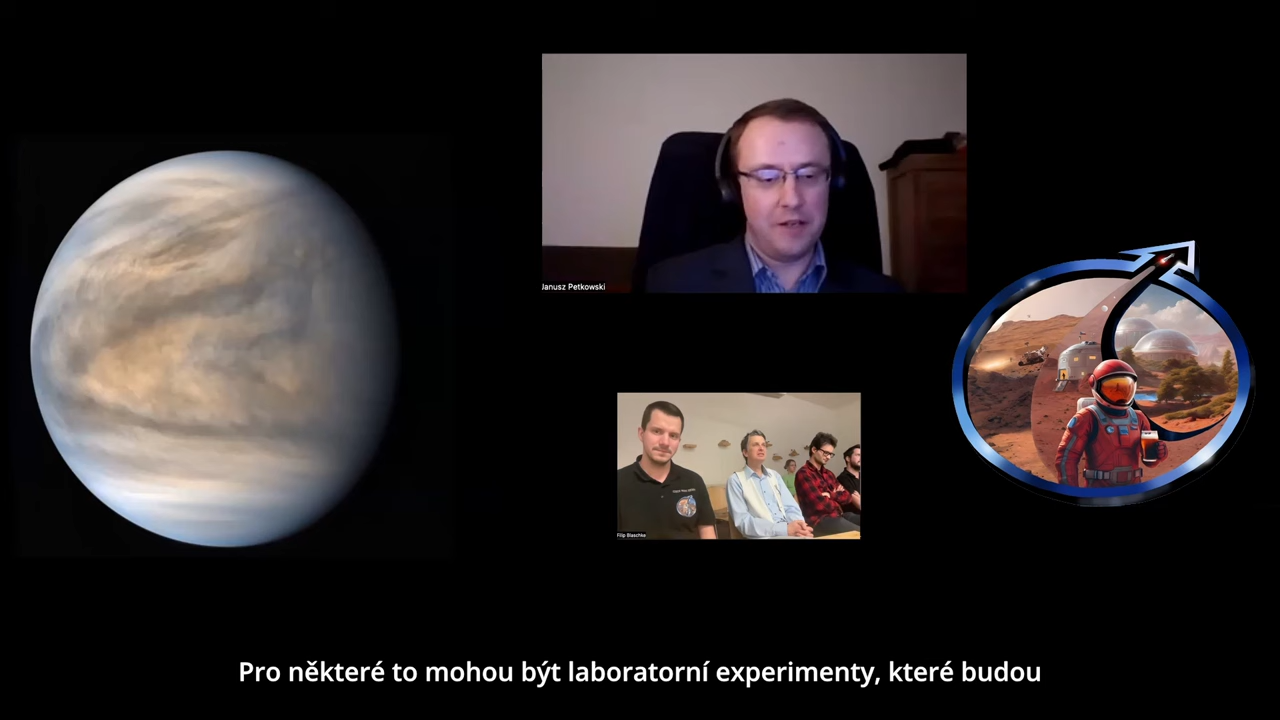 Janusz Petkowski
Filip Blaschke
Pro některé to mohou být laboratorní experimenty, které budou